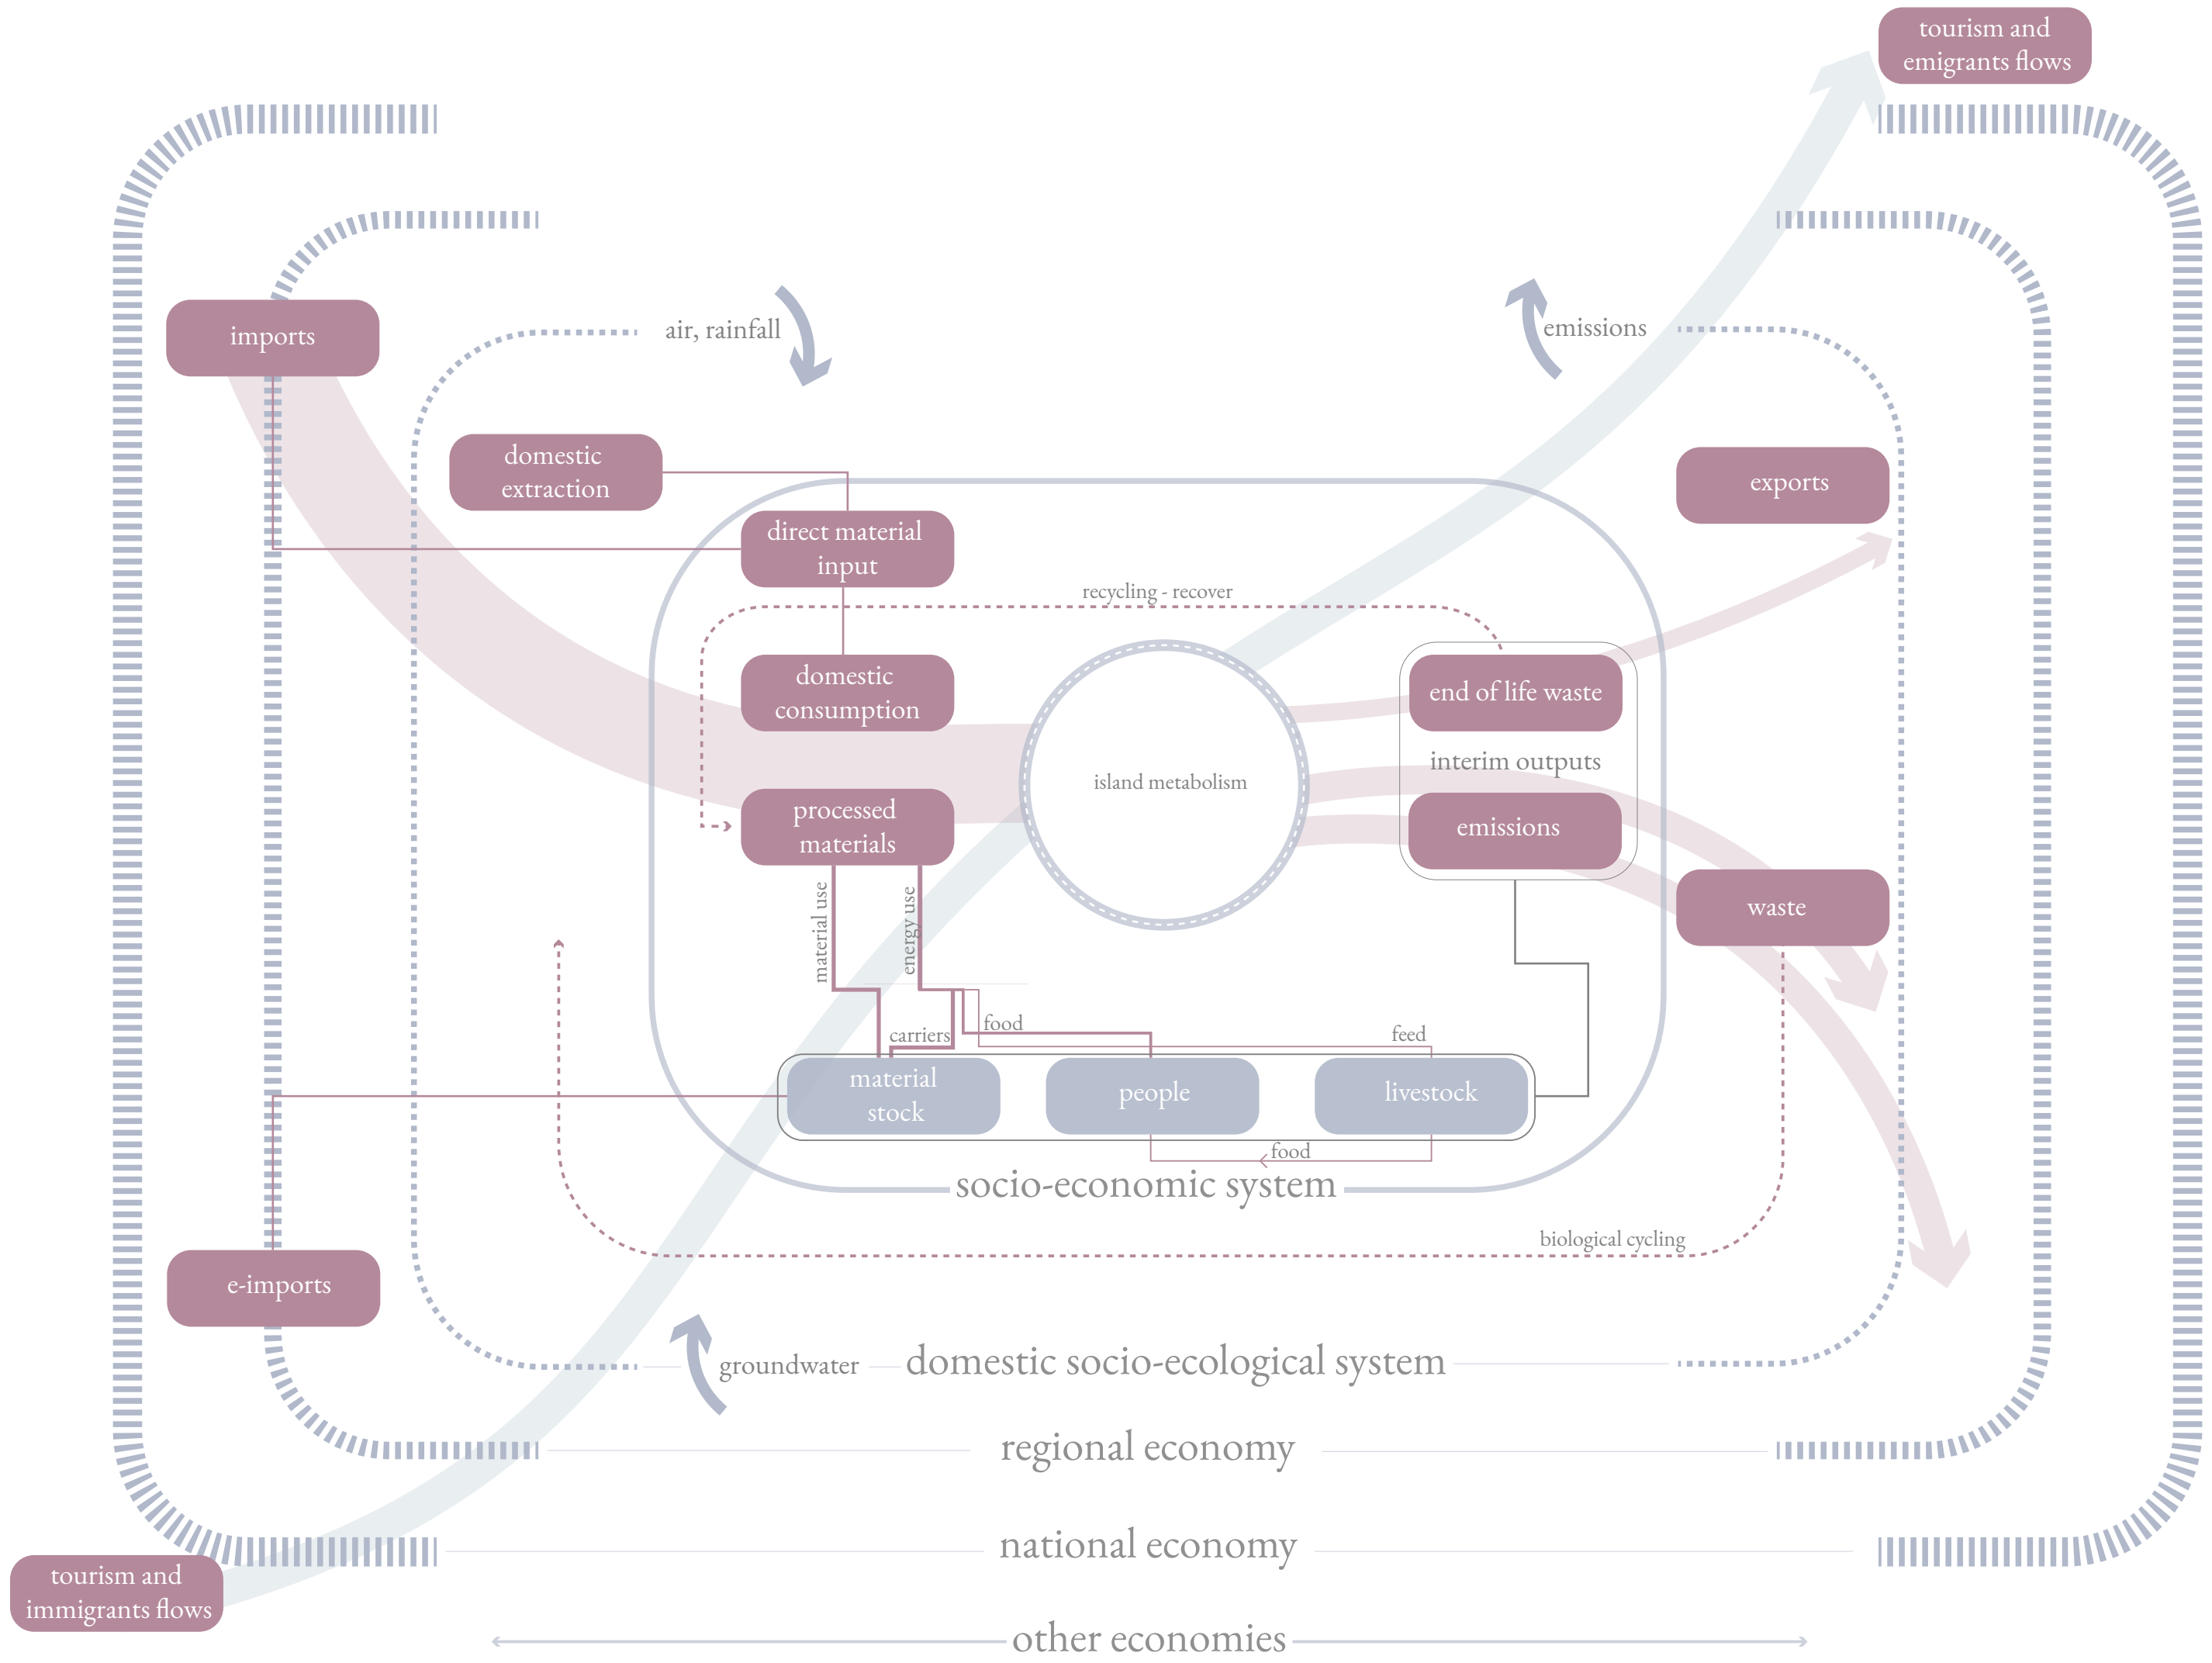 tourism and
emigrants flows
imports
air, rainfall
emissions
domestic
extraction
exports
direct material
input
recycling - recover
domestic
consumption
end of life waste
interim outputs
island metabolism
processed
materials
emissions
waste
material use
energy use
carriers
food
feed
material
stock
people
livestock
food
socio-economic system
biological cycling
e-imports
groundwater
domestic socio-ecological system
regional economy
national economy
tourism and
immigrants flows
other economies